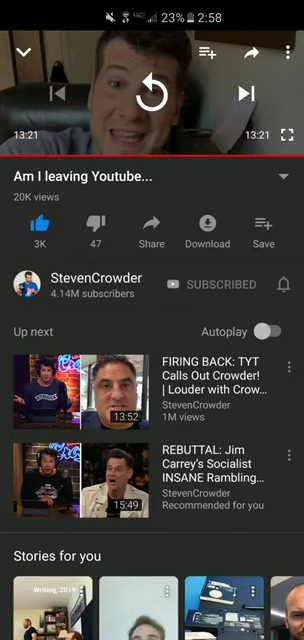 23% 2:58
13:21 13:21
Am I leaving Youtube...
20K views
3K 47 Share Download Save
StevenCrowder
4.14M subscribers
SUBSCRIBED
Up next Autoplay
FIRING BACK: TYT
Calls Out Crowder!
| Louder with Crow...
StevenCrowder
1M views
13:52
REBUTTAL: Jim
Carrey's Socialist
INSANE Rambling...
StevenCrowder
Recommended for you
15:49
Stories for you
Writing, 2019